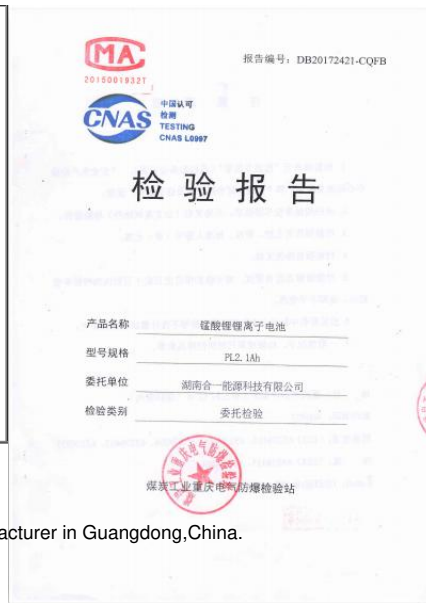 MA
2015001932T
报告编号：DB20172421-CQFB
CNAS
中国认可
检测
TESTING
CNAS L0997
检验报告
产品名称 锰酸锂锂离子电池
型号规格 PL2.1Ah
委托单位 湖南合一能源科技有限公司
检验类别 委托检验
煤炭工业重庆电气防爆检验站
acturer in Guangdong,China.